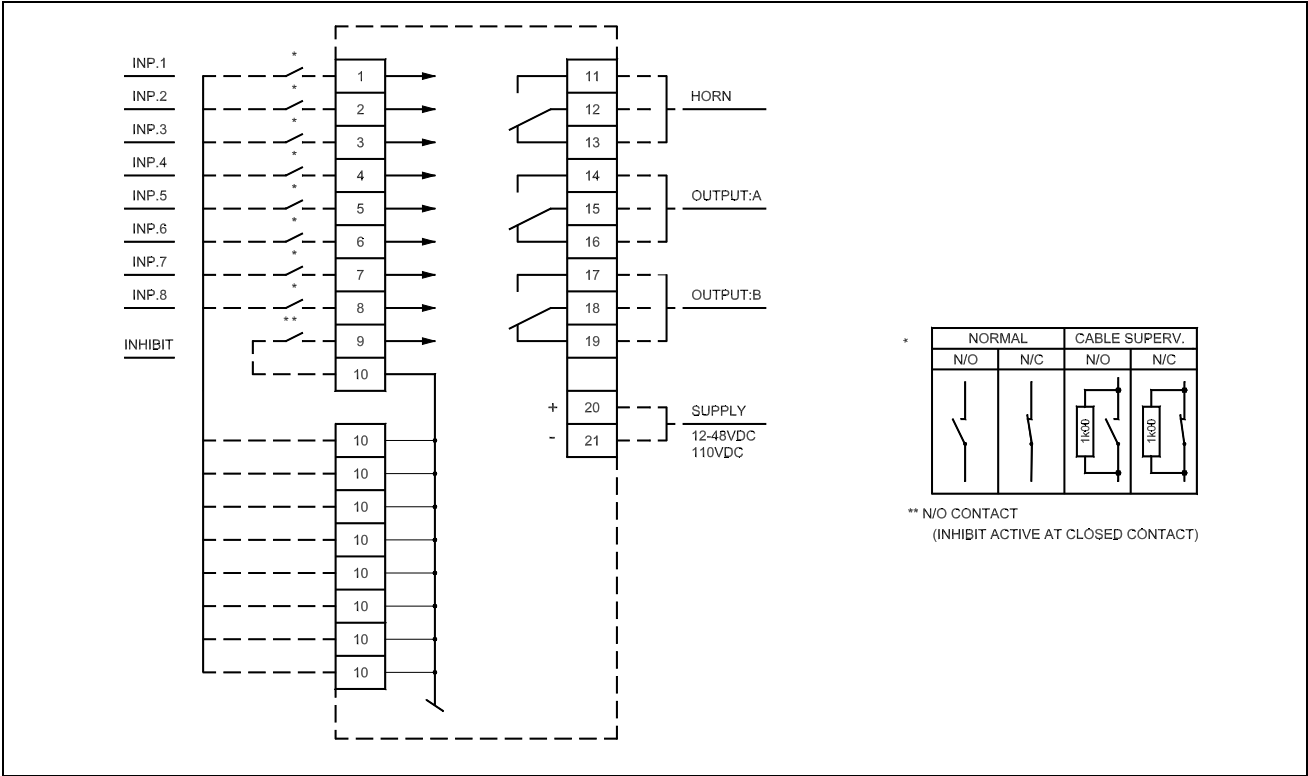 INP.1
INP.2
INP.3
INP.4
INP.5
INP.6
INP.7
INP.8
INHIBIT
*
*
*
*
*
*
*
*
* *
1
2
3
4
5
6
7
8
9
10
10
10
10
10
10
10
10
10
11
12
13
14
15
16
17
18
19
+ 20
- 21
HORN
OUTPUT:A
OUTPUT:B
SUPPLY
12-48VDC
110VDC
* NORMAL CABLE SUPERV.
N/O N/C N/O N/C
1k00 1k00
** N/O CONTACT
(INHIBIT ACTIVE AT CLOSED CONTACT)